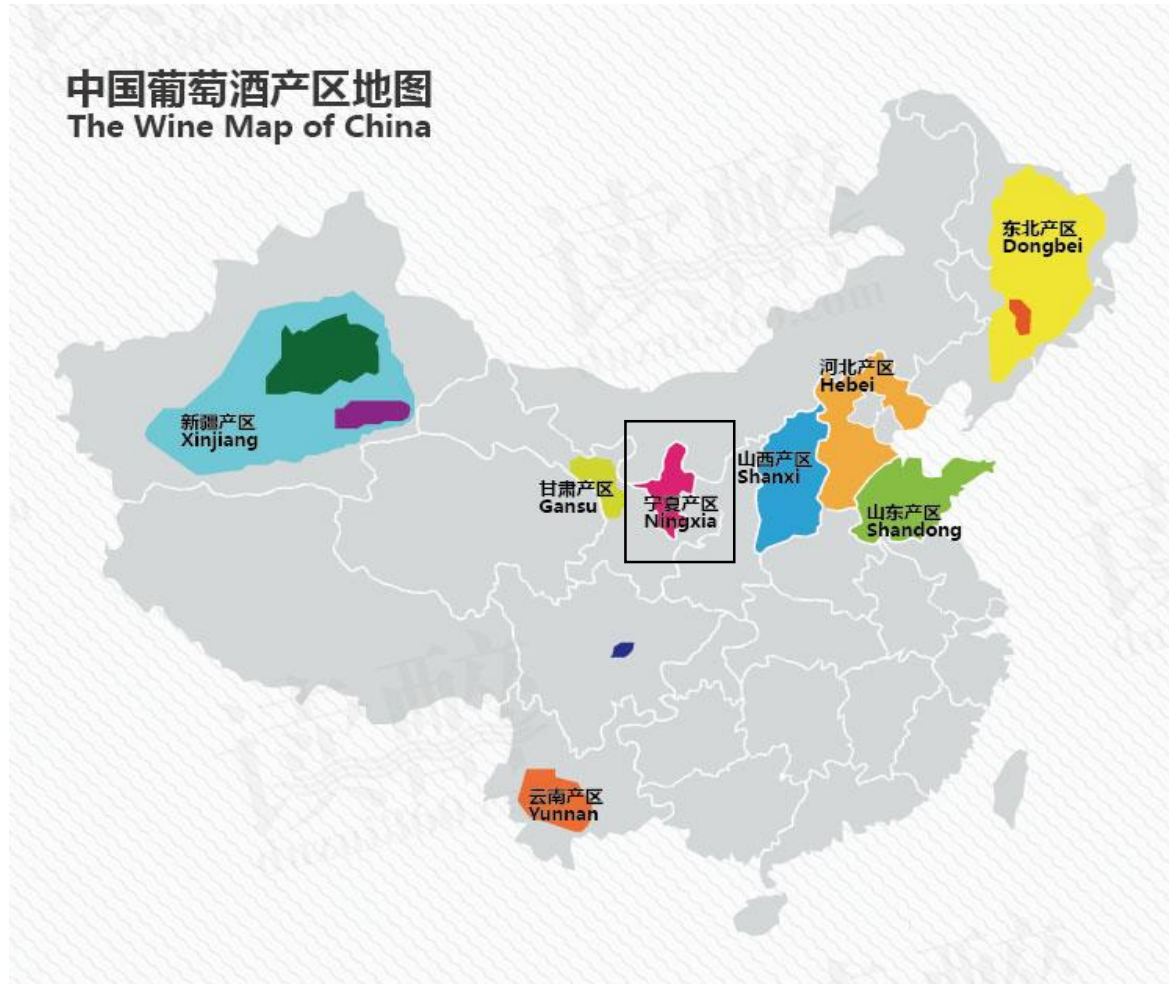 中国葡萄酒产区地图
The Wine Map of China
东北产区
Dongbei
河北产区
Hebei
新疆产区
Xinjiang
山西产区
Shanxi
甘肃产区
Gansu
宁夏产区
Ningxia
山东产区
Shandong
云南产区
Yunnan